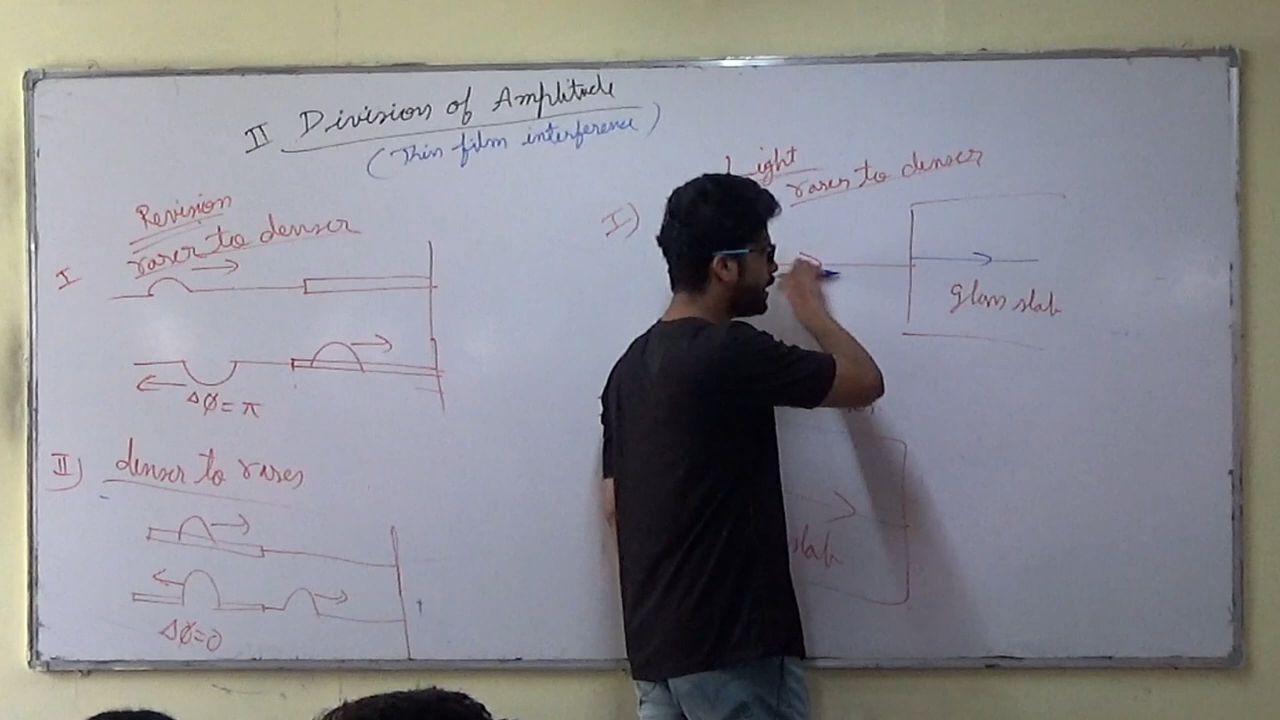 II Division of Amplitude
(Thin film interference)
Revision
rarer to denser
I
Δφ = π
II) denser to rarer
Δφ=0
Light
rarer to denser
I)
glass slab
slab